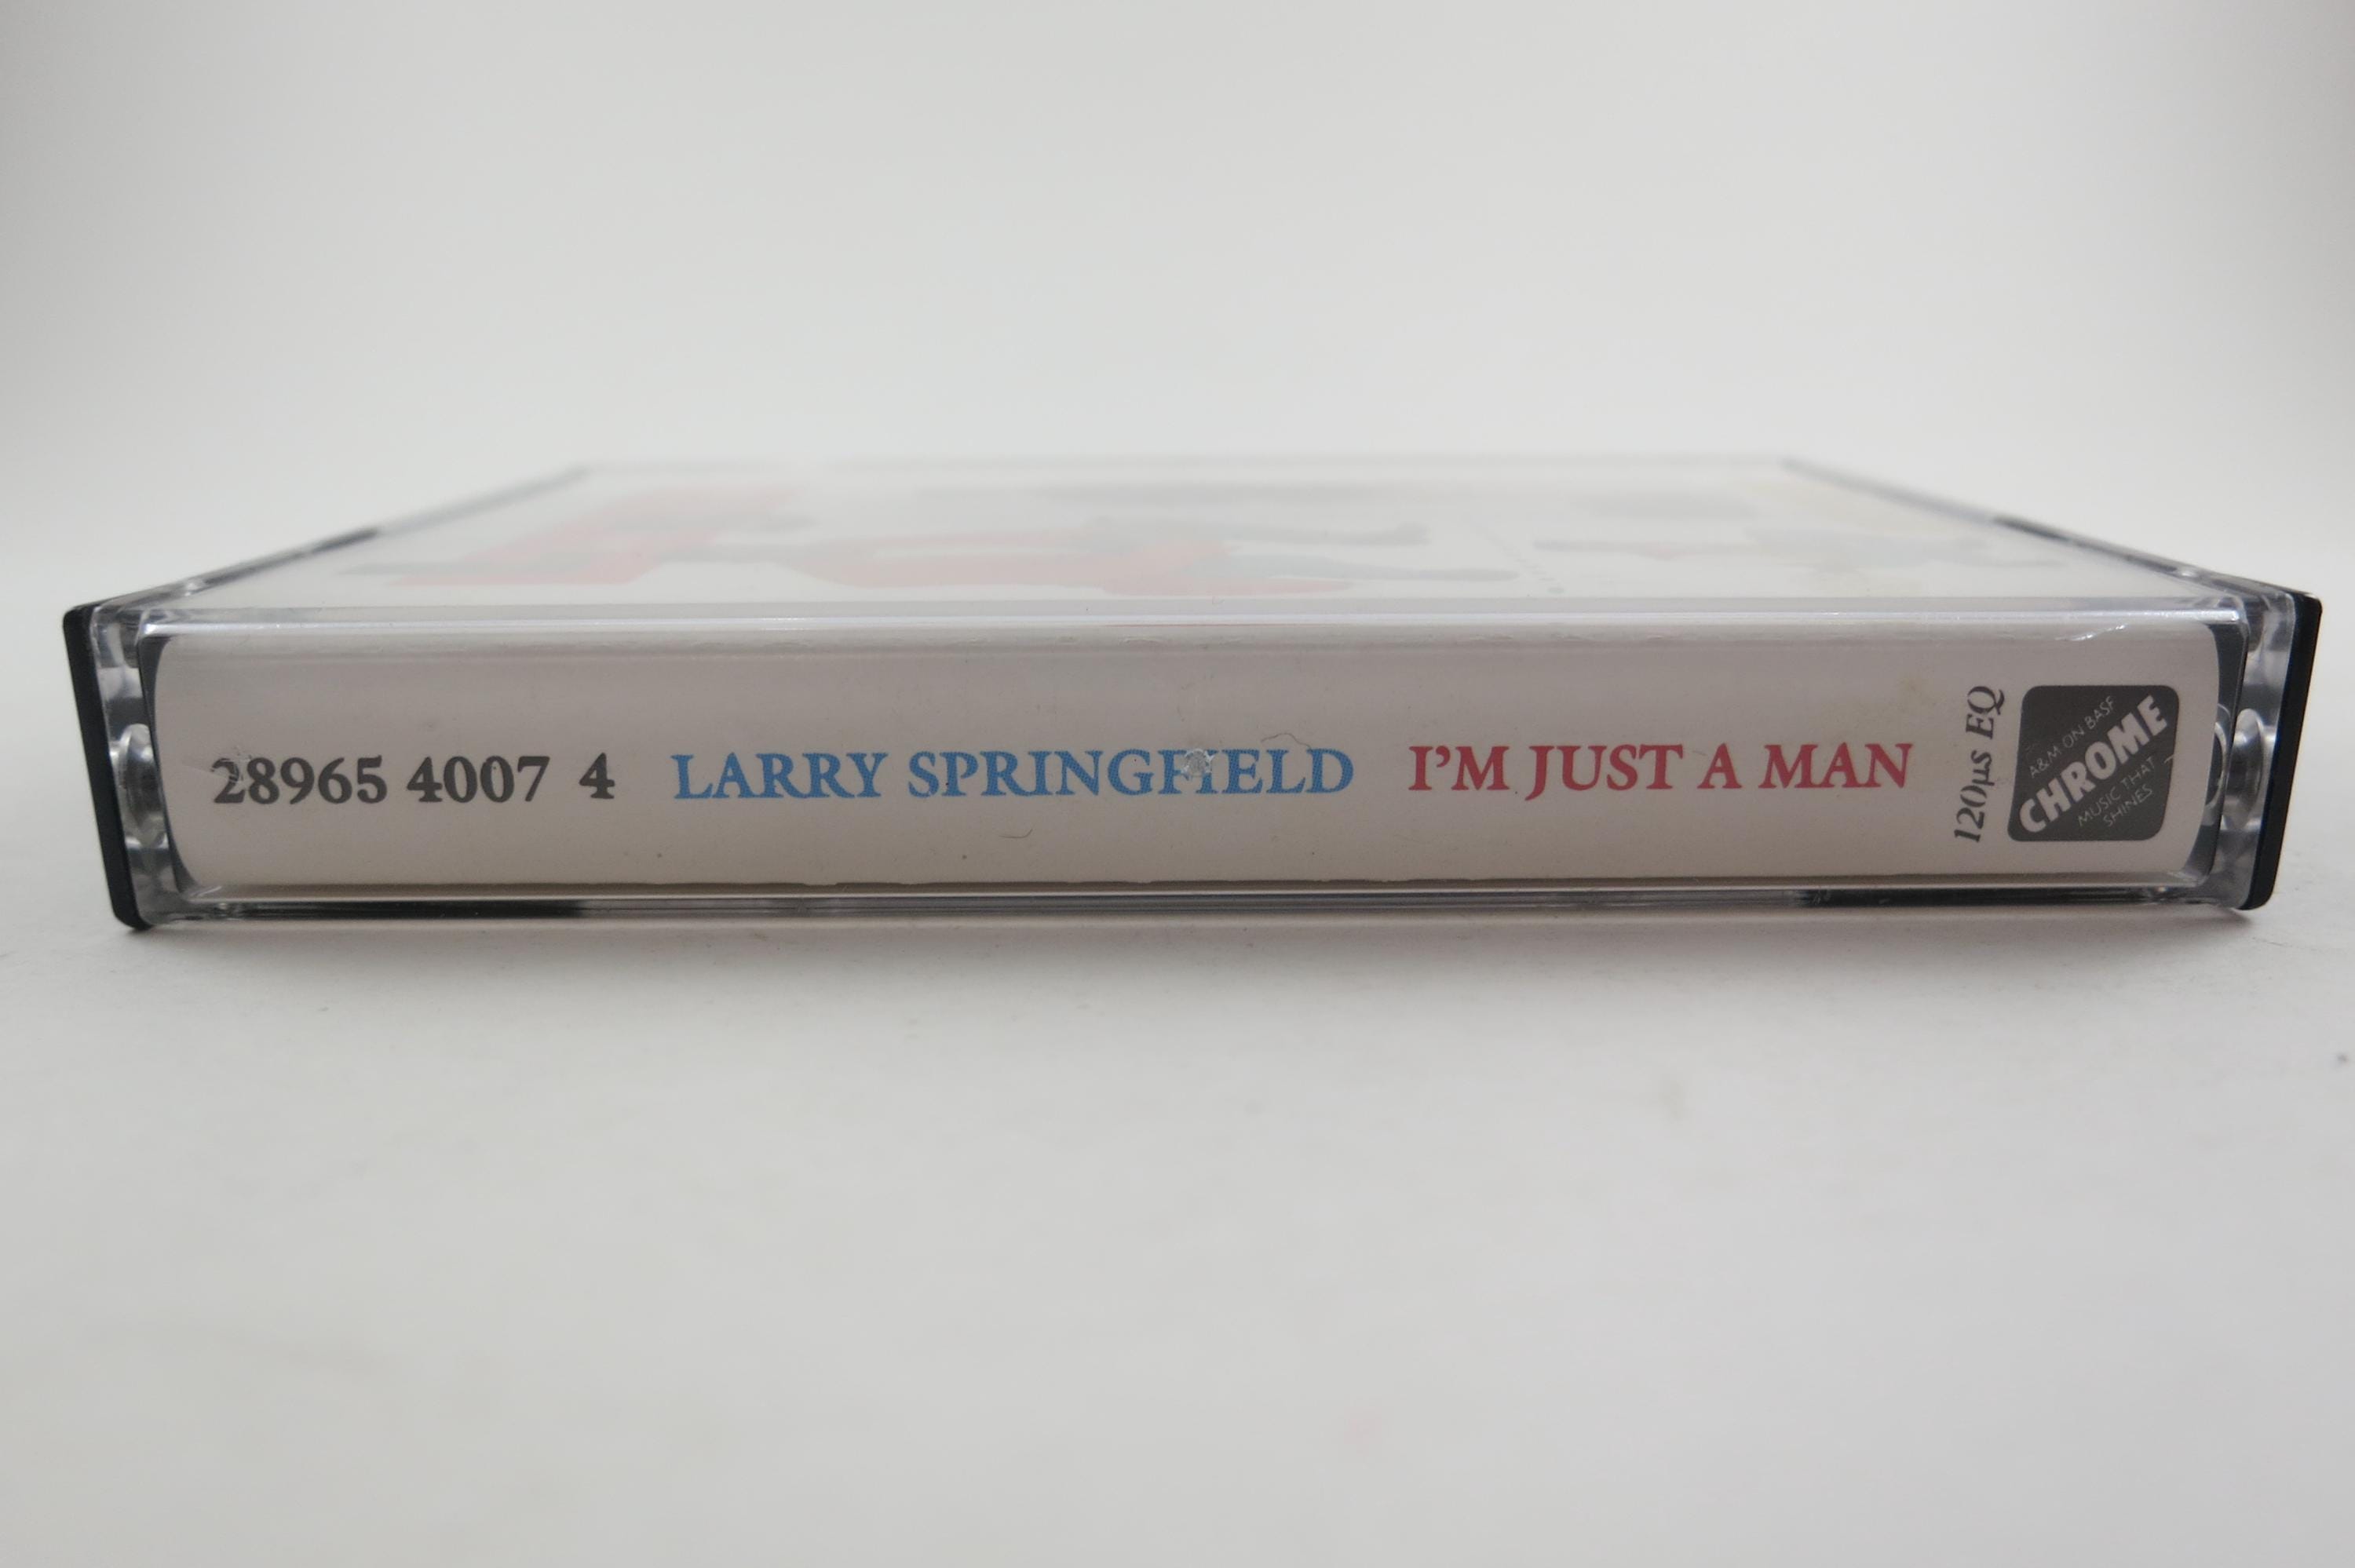 28965 4007 4 LARRY SPRINGFIELD I'M JUST A MAN
120µs EQ
A&M ON BASF
CHROME
MUSIC THAT
SHINES